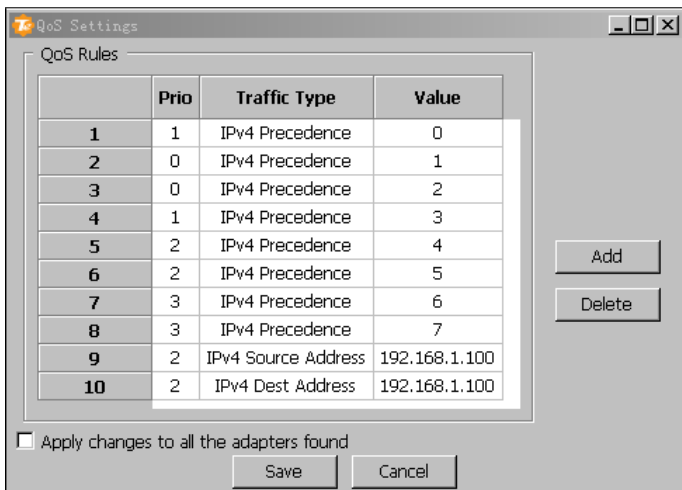 QoS Settings
QoS Rules
Prio Traffic Type Value
1 1 IPv4 Precedence 0
2 0 IPv4 Precedence 1
3 0 IPv4 Precedence 2
4 1 IPv4 Precedence 3
5 2 IPv4 Precedence 4
6 2 IPv4 Precedence 5
7 3 IPv4 Precedence 6
8 3 IPv4 Precedence 7
9 2 IPv4 Source Address 192.168.1.100
10 2 IPv4 Dest Address 192.168.1.100
Add
Delete
Apply changes to all the adapters found
Save Cancel